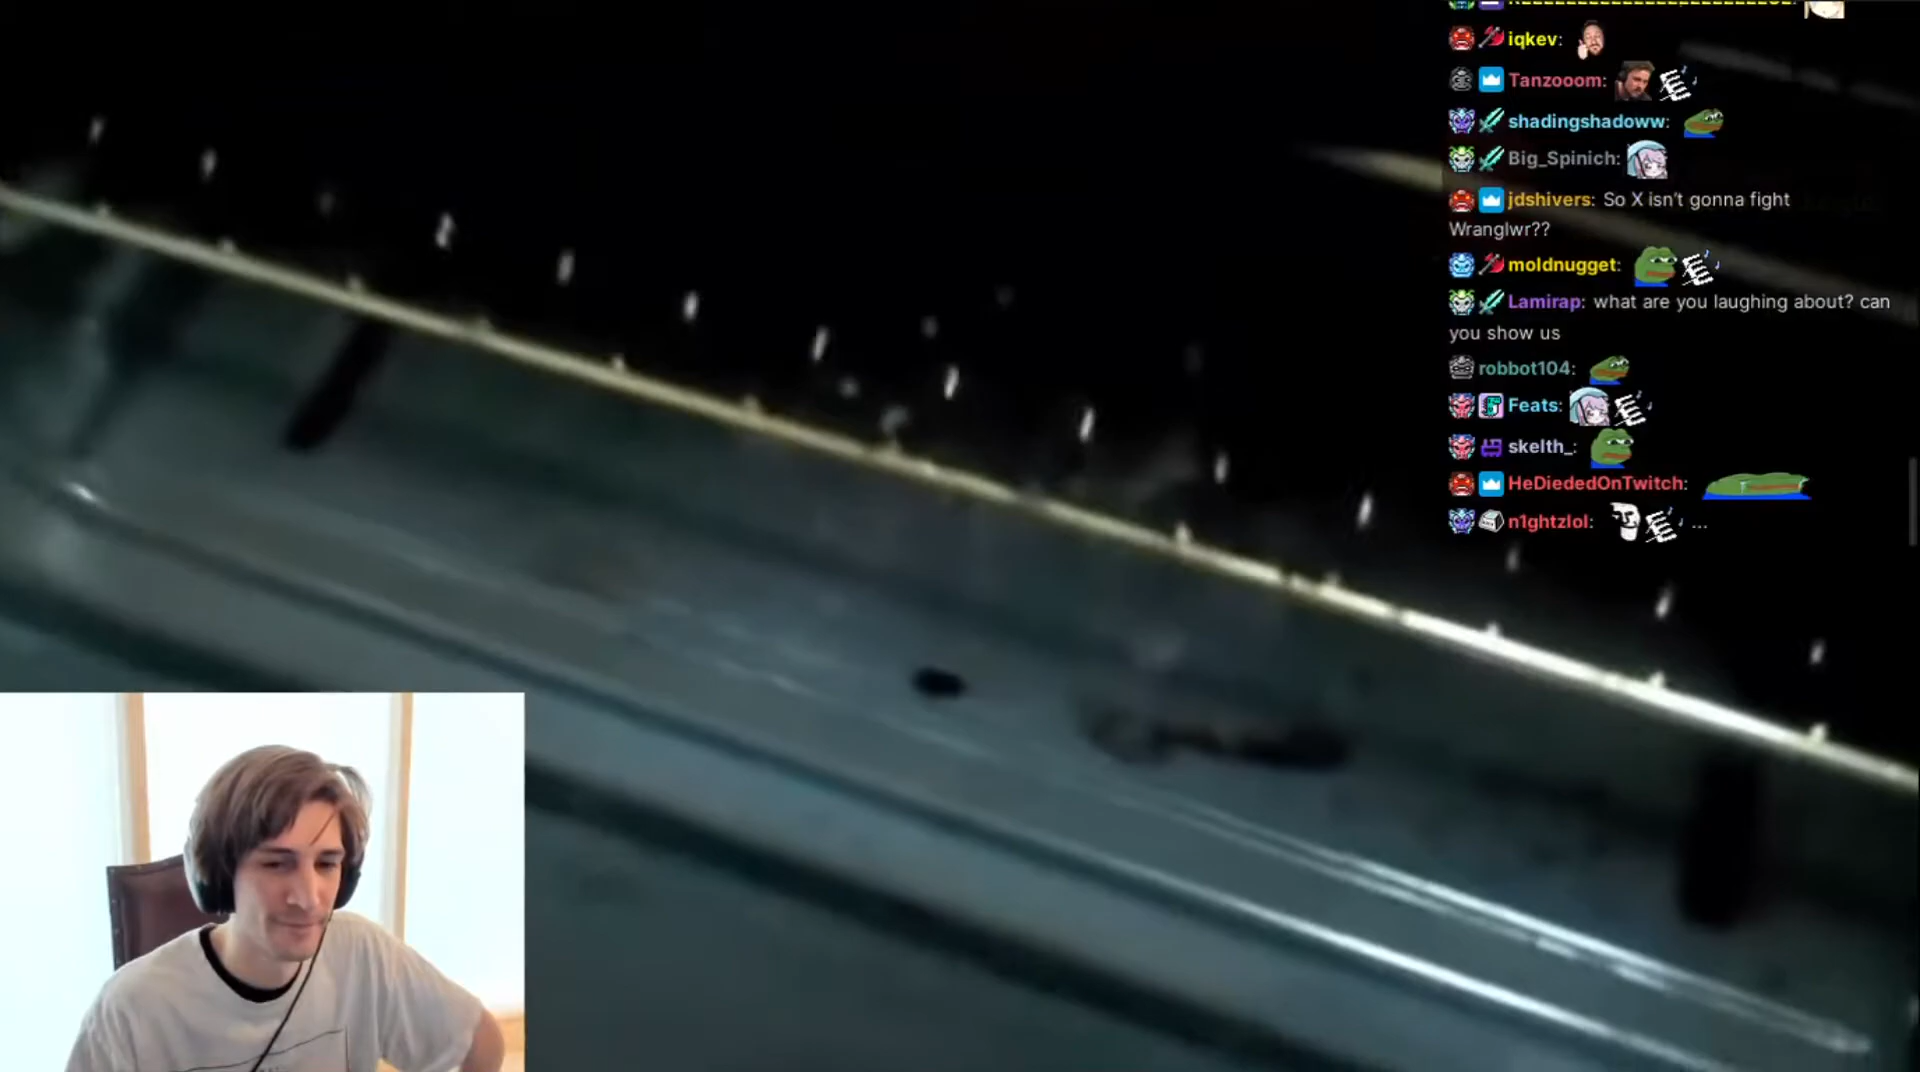 iqkev:
Tanzooom:
shadingshadoww:
Big_Spinich:
jdshivers: So X isn't gonna fight
Wranglwr??
moldnugget:
Lamirap: what are you laughing about? can
you show us
robbot104:
Feats:
skelth_:
HeDiededOnTwitch:
n1ghtzlol: ...